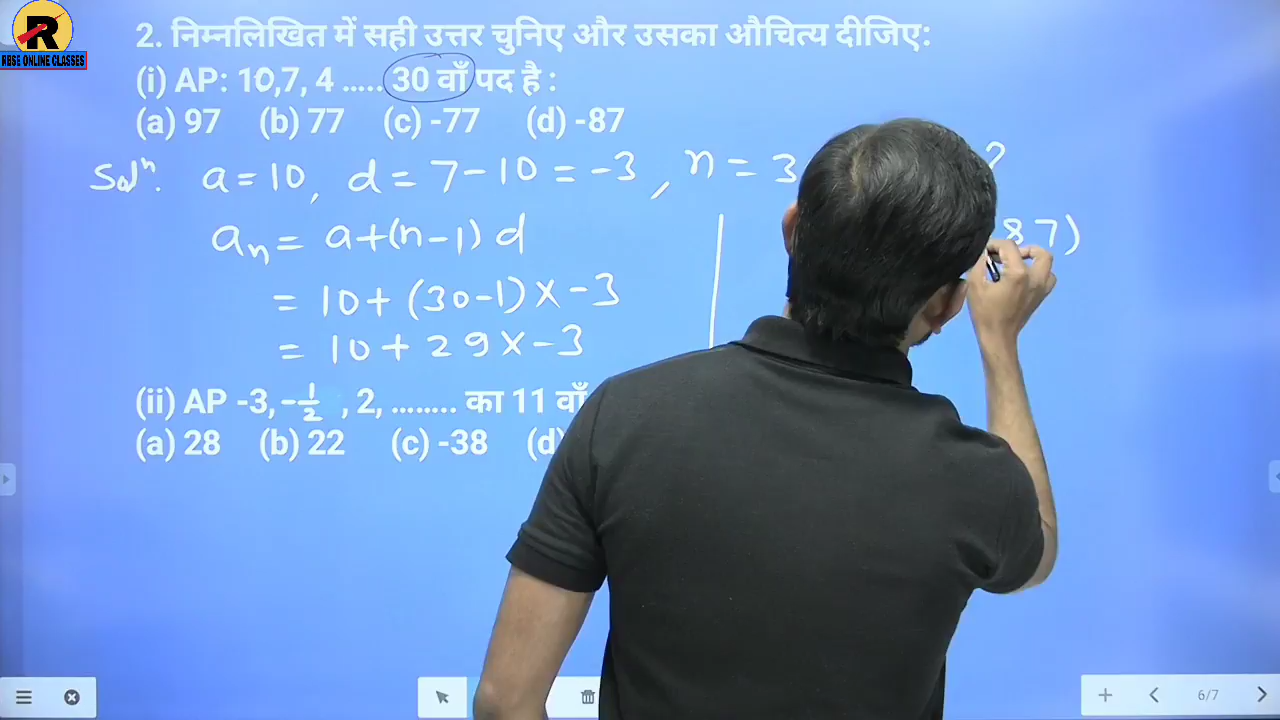 R
RBSE ONLINE CLASSES
2. निम्नलिखित में सही उत्तर चुनिए और उसका औचित्य दीजिए:
(i) AP: 10,7, 4 ..... 30 वाँ पद है :
(a) 97 (b) 77 (c) -77 (d) -87
Solⁿ. a = 10, d = 7 - 10 = -3, n = 3 ?
aₙ = a + (n - 1) d
87)
= 10 + (30-1) x -3
= 10 + 29 x -3
(ii) AP -3, -1/2 , 2, ........ का 11 वाँ
(a) 28 (b) 22 (c) -38 (d)
6/7